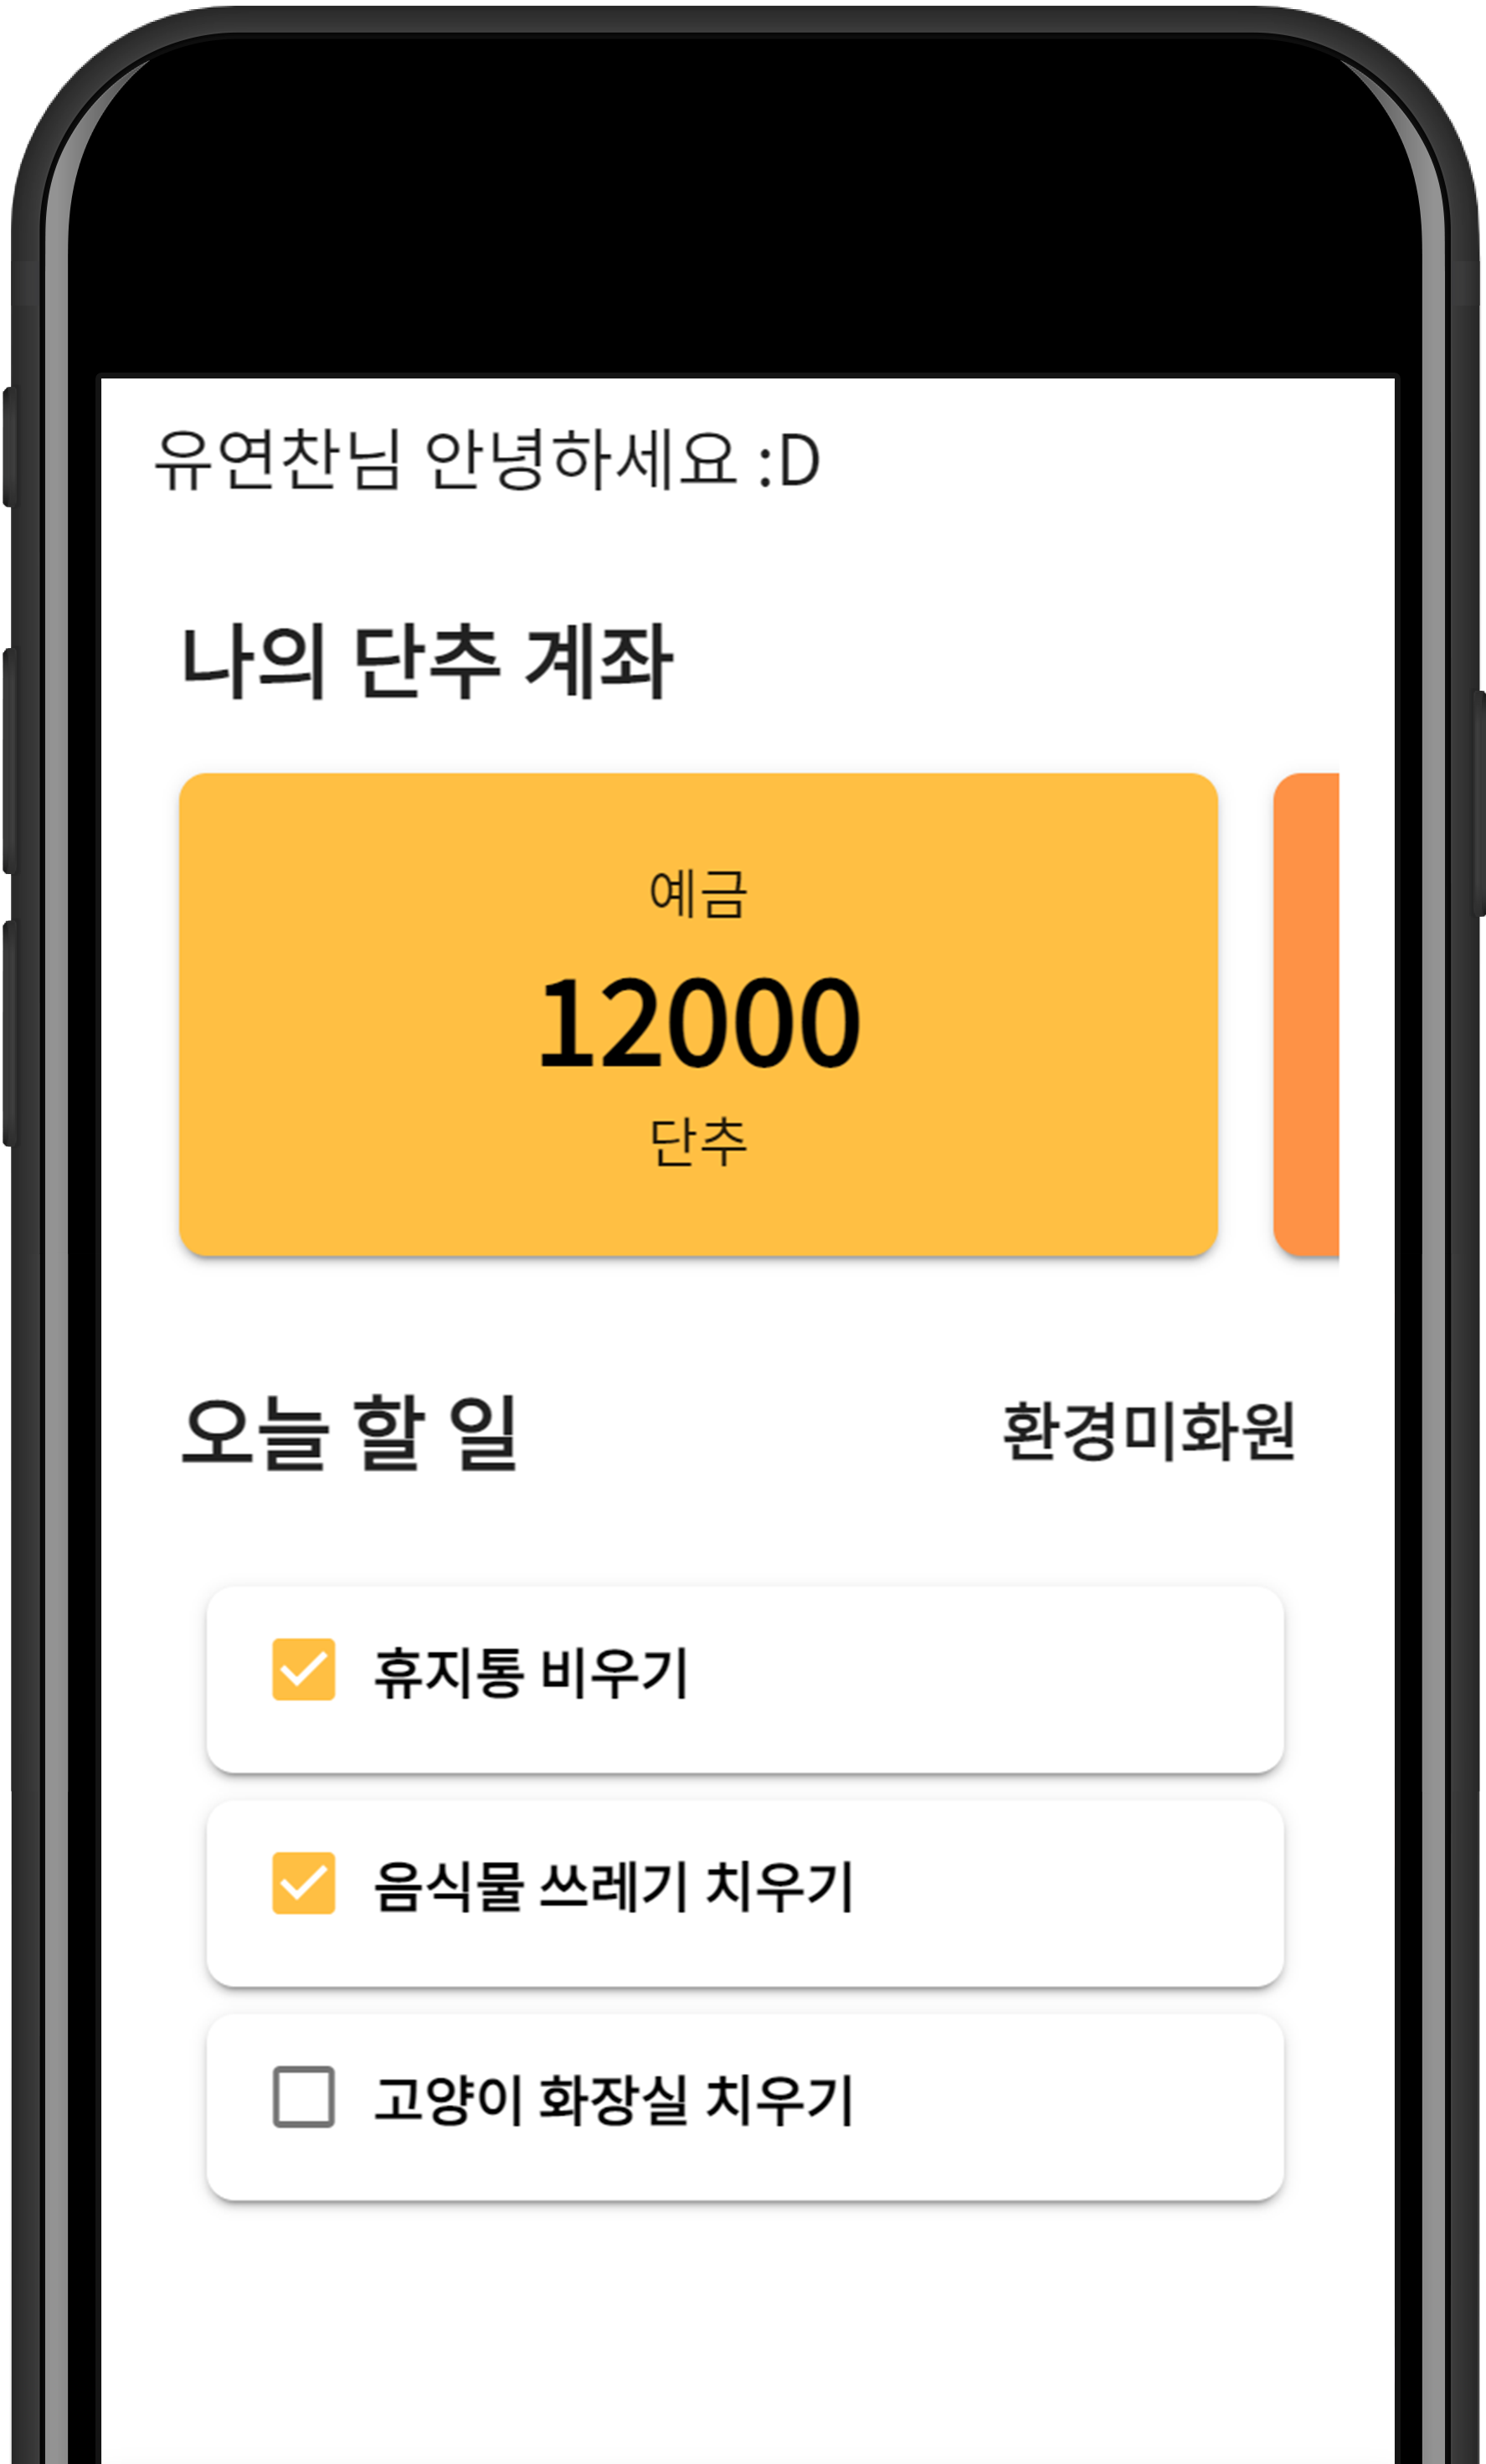 유연찬님 안녕하세요 :D
나의 단추 계좌
예금
12000
단추
오늘 할 일 환경미화원
휴지통 비우기
음식물 쓰레기 치우기
고양이 화장실 치우기